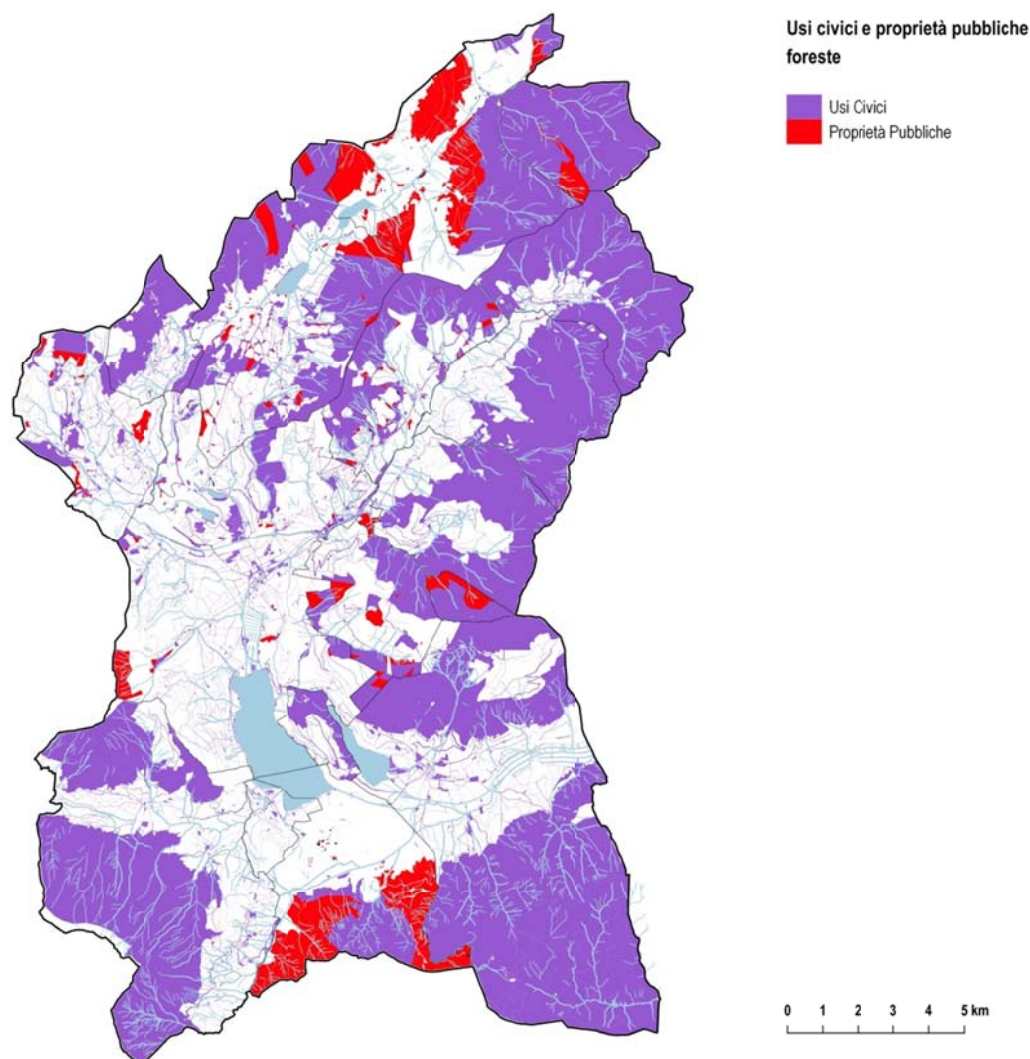 Usi civici e proprietà pubbliche
foreste
Usi Civici
Proprietà Pubbliche
0 1 2 3 4 5 km